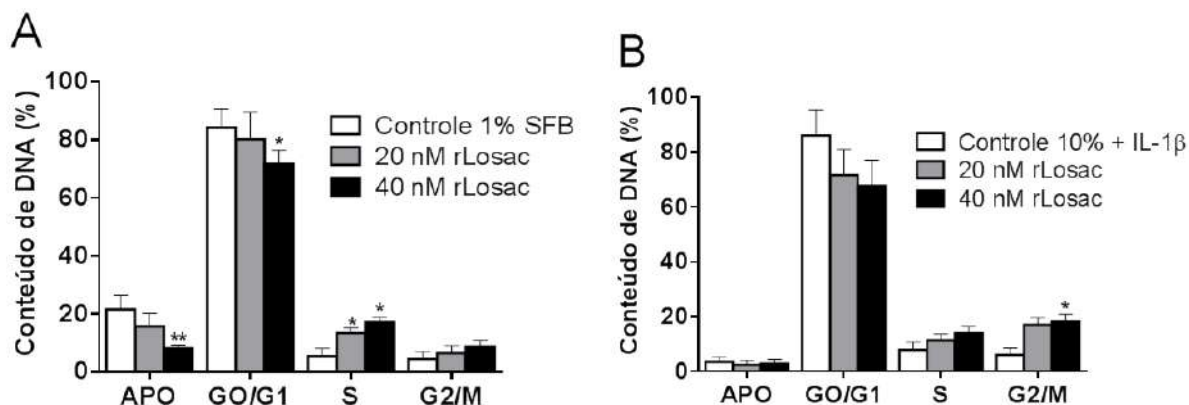 A
Conteúdo de DNA (%)
100
80
60
40
20
0
Controle 1% SFB
20 nM rLosac
40 nM rLosac
**
*
*
*
APO GO/G1 S G2/M
B
Conteúdo de DNA (%)
100
80
60
40
20
0
Controle 10% + IL-1β
20 nM rLosac
40 nM rLosac
*
APO GO/G1 S G2/M